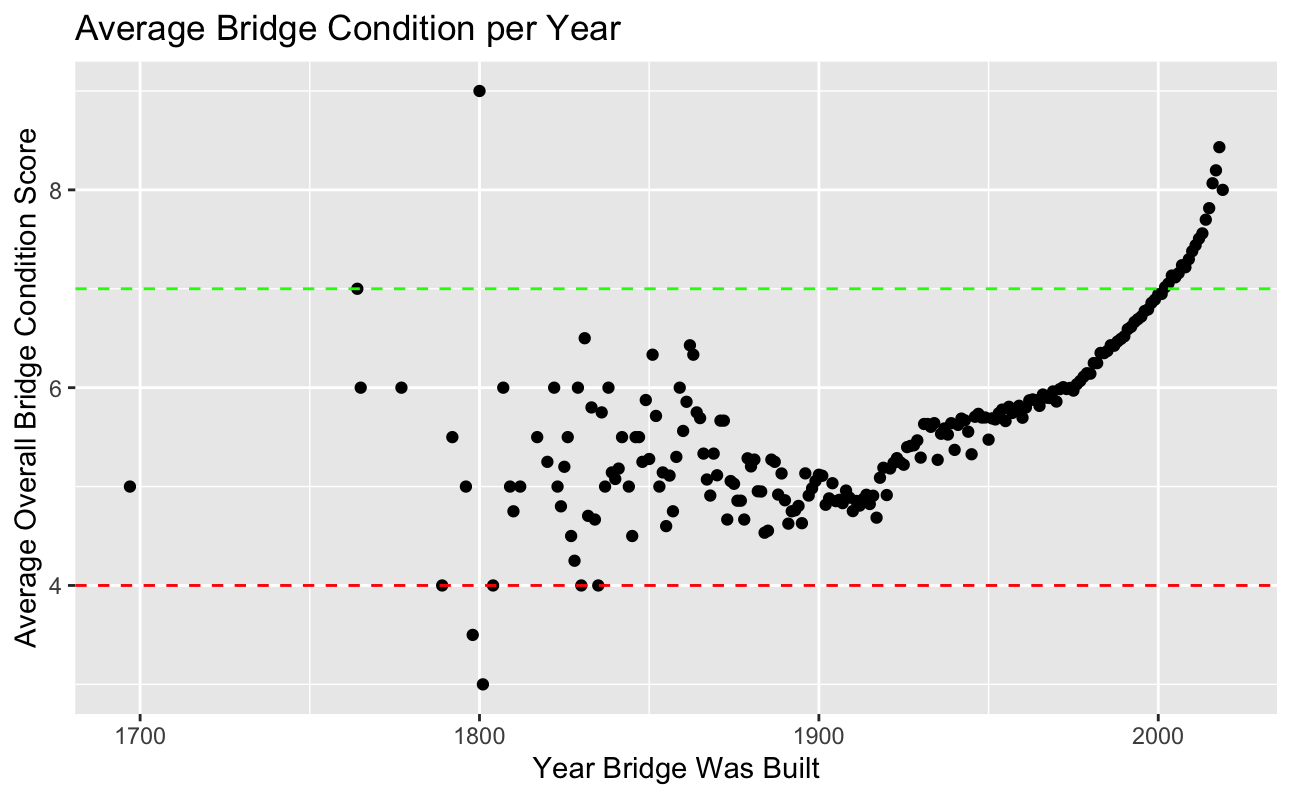 Average Bridge Condition per Year
Average Overall Bridge Condition Score
8
6
4
1700 1800 1900 2000
Year Bridge Was Built